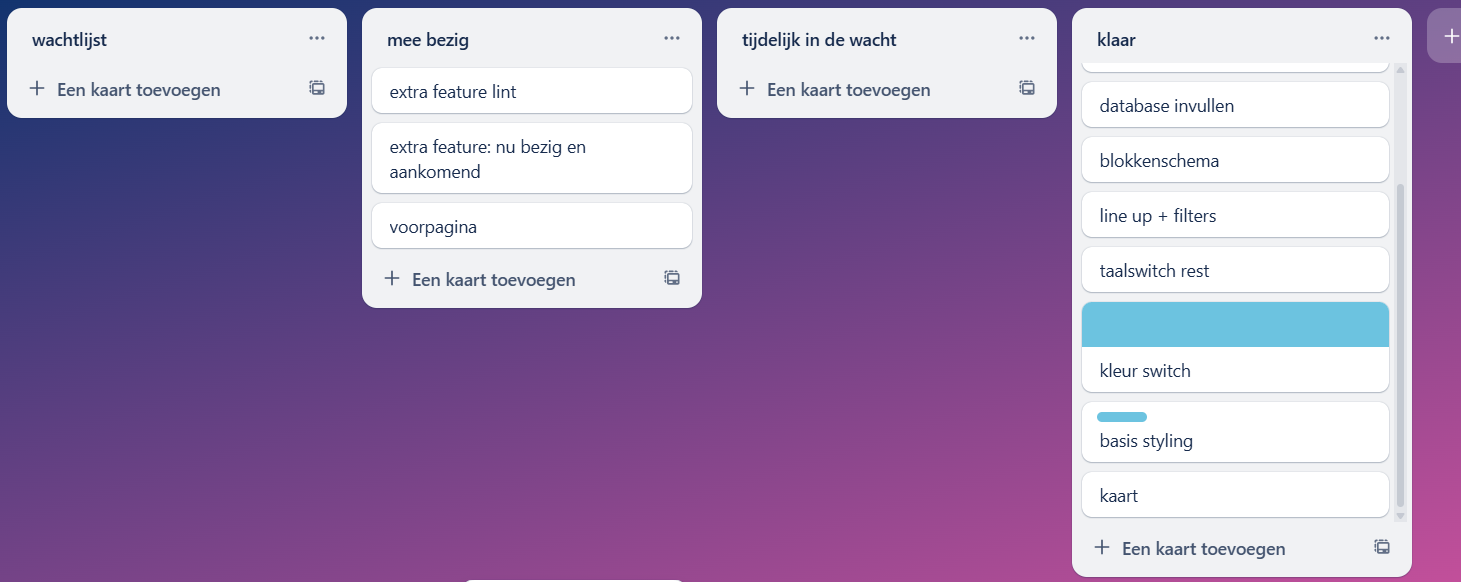 wachtlijst
Een kaart toevoegen
mee bezig
extra feature lint
extra feature: nu bezig en
aankomend
voorpagina
Een kaart toevoegen
tijdelijk in de wacht
Een kaart toevoegen
klaar
database invullen
blokkenschema
line up + filters
taalswitch rest
kleur switch
basis styling
kaart
Een kaart toevoegen